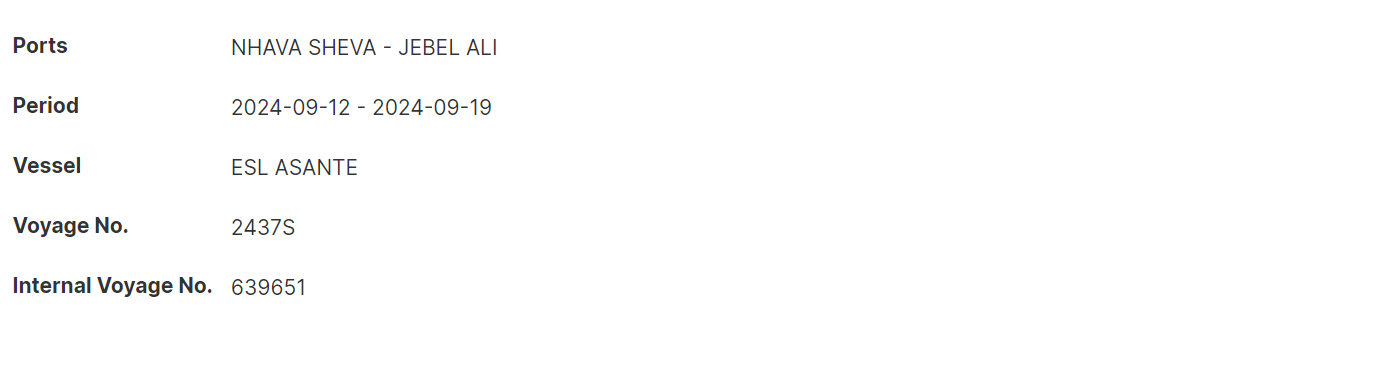 Ports NHAVA SHEVA - JEBEL ALI
Period 2024-09-12 - 2024-09-19
Vessel ESL ASANTE
Voyage No. 2437S
Internal Voyage No. 639651